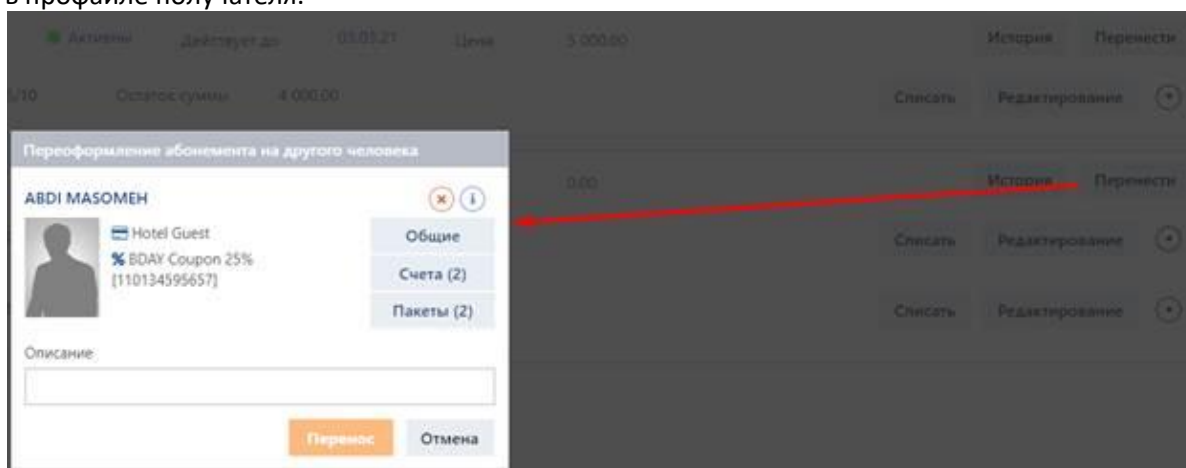 в профайле получателя.
Активный Действует до 03.03.21 Цена 5 000.00 История Перенести
/10 Остаток суммы 4 000,00 Списать Редактирование
Переоформление абонемента на другого человека
0.00 История Перенести
ABDI MASOMEH
Hotel Guest Общие
Списать Редактирование
BDAY Coupon 25%
[110134595657] Счета (2)
Пакеты (2)
Списать Редактирование
Описание
Перенос Отмена